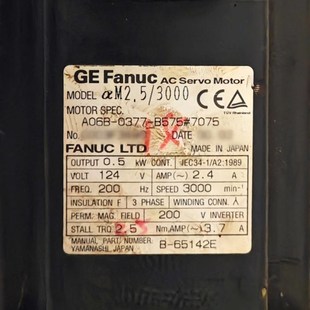 GE Fanuc AC Servo Motor
MODEL αM2.5/3000 CE
MOTOR SPEC.
A06B-0377-B575#7075
No. DATE
FANUC LTD MADE IN JAPAN
OUTPUT 0.5 kW CONT. IEC34-1/A2:1989
VOLT 124 V AMP(~) 2.4 A
FREQ. 200 Hz SPEED 3000 min⁻¹
INSULATION F 3 PHASE WINDING CONN. 人
PERM. MAG. FIELD 200 V INVERTER
STALL TRQ 2.5 Nm, AMP(~) 3.7 A
MANUAL PART NUMBER B-65142E
YAMANASHI, JAPAN